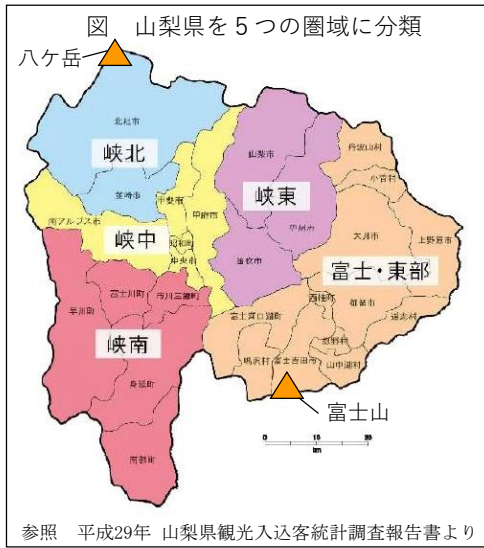 図　山梨県を５つの圏域に分類
八ケ岳
北杜市
峡北
韮崎市
山梨市
峡東
甲州市
笛吹市
丹波山村
小菅村
大月市
上野原市
富士・東部
甲斐市
甲府市
南アルプス市
昭和町
峡中
中央市
富士川町
市川三郷町
早川町
峡南
身延町
南部町
富士河口湖町
西桂町
都留市
道志村
忍野村
鳴沢村
富士吉田市
山中湖村
富士山
0 15 30
km
参照　平成29年 山梨県観光入込客統計調査報告書より